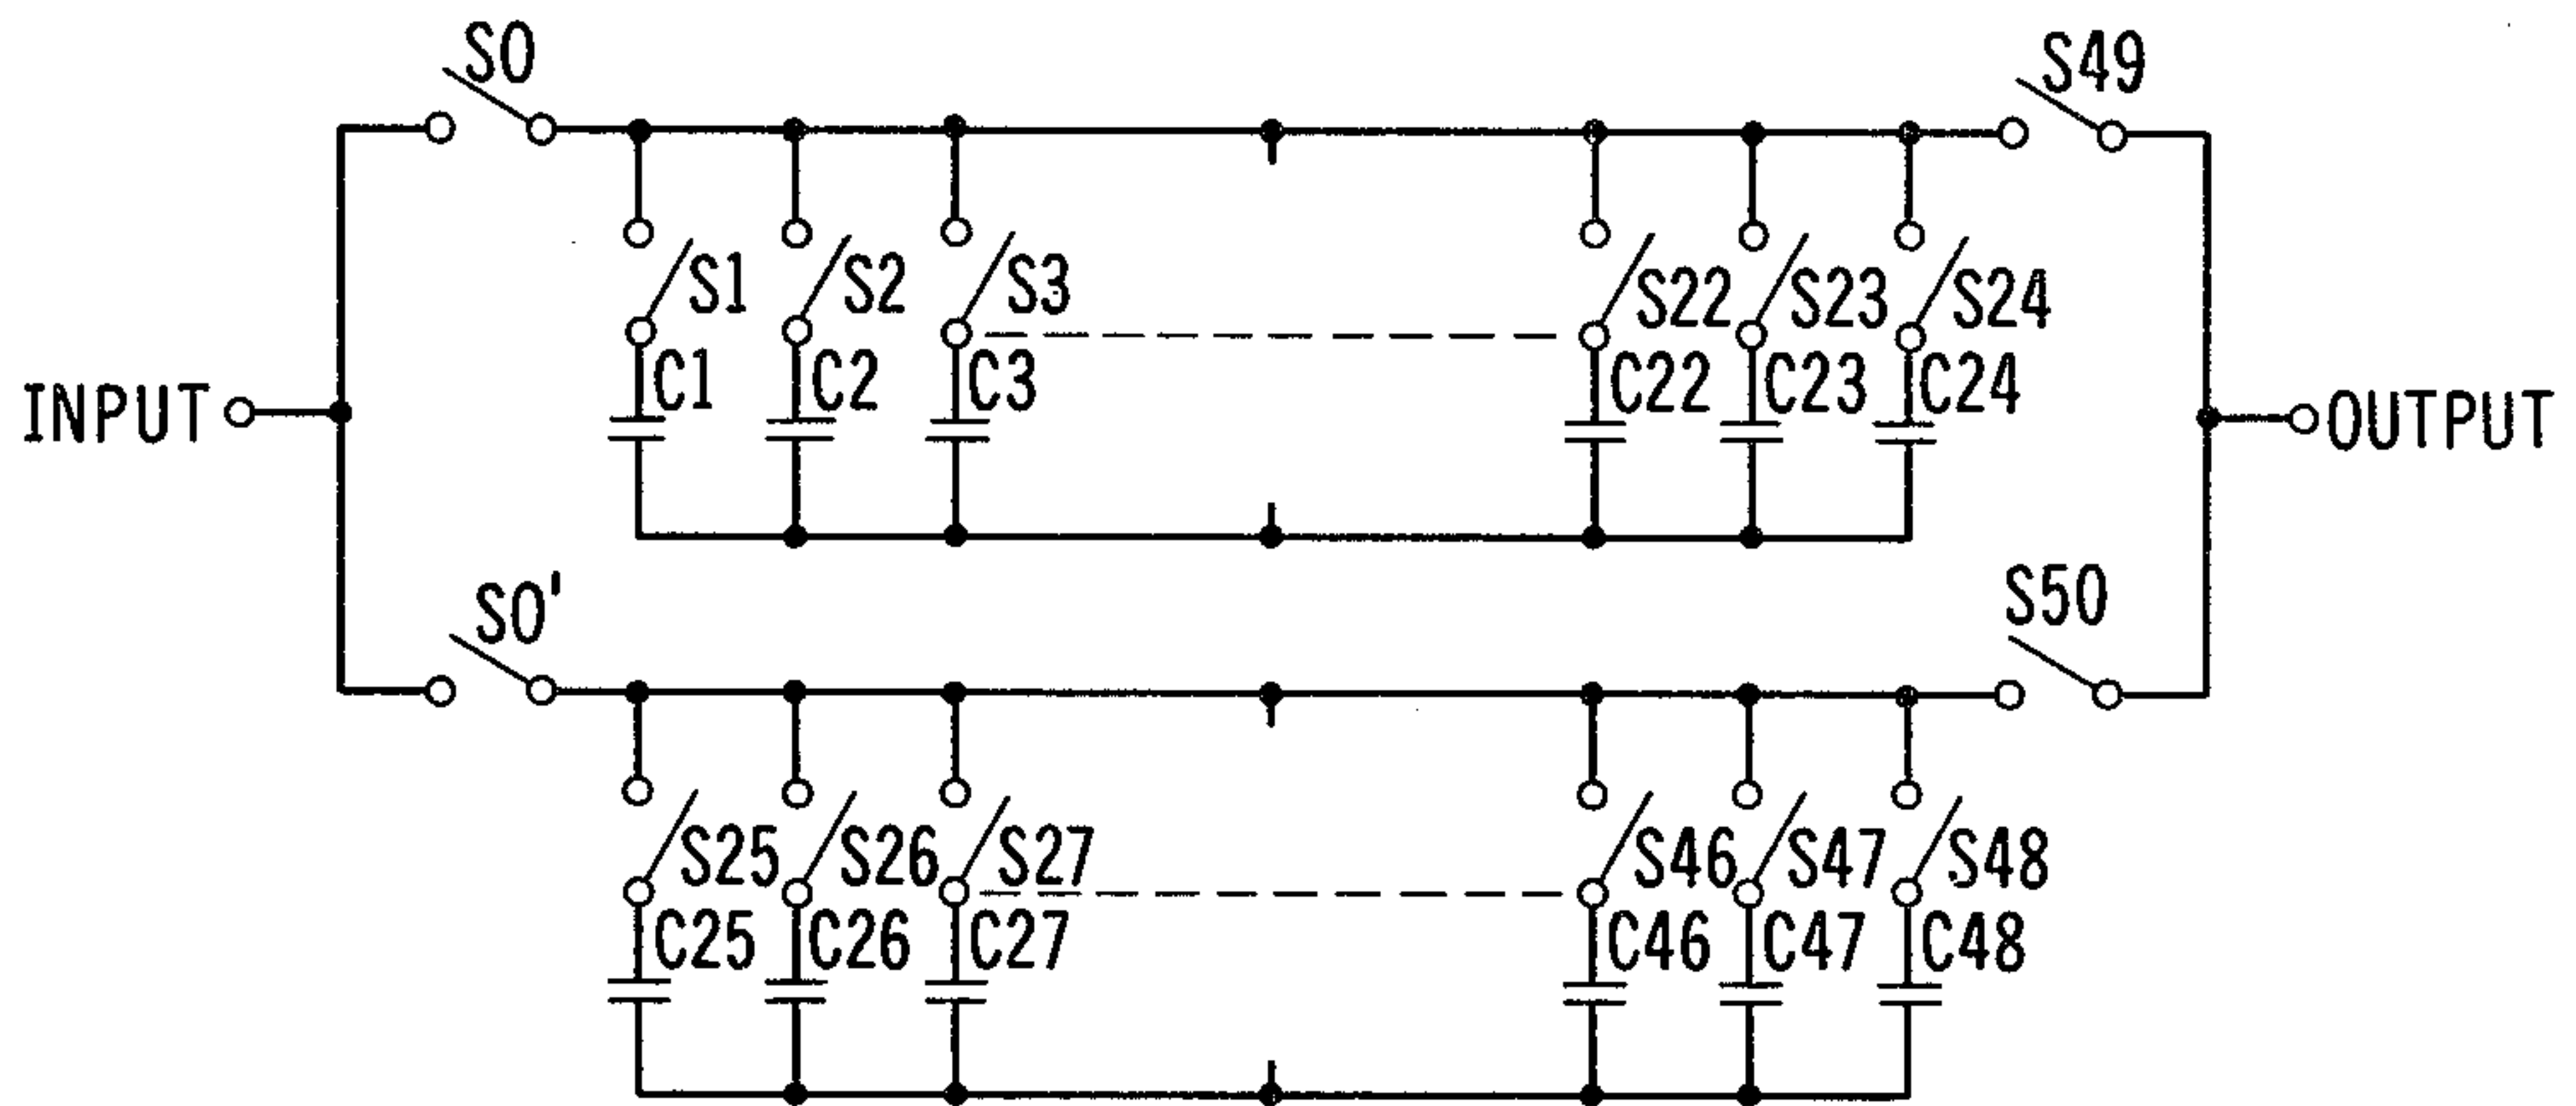 S0
S49
S1
S2
S3
S22
S23
S24
C1
C2
C3
C22
C23
C24
INPUT
OUTPUT
S0'
S50
S25
S26
S27
S46
S47
S48
C25
C26
C27
C46
C47
C48